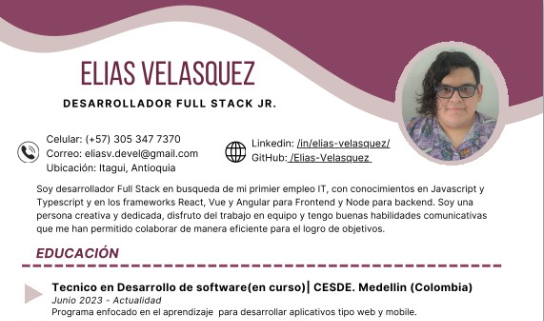 ELIAS VELASQUEZ
DESARROLLADOR FULL STACK JR.
Celular: (+57) 305 347 7370
Correo: eliasv.devel@gmail.com
Ubicación: Itagui, Antioquia
Linkedin: /in/elias-velasquez/
GitHub: /Elias-Velasquez
Soy desarrollador Full Stack en busqueda de mi primier empleo IT, con conocimientos en Javascript y
Typescript y en los frameworks React, Vue y Angular para Frontend y Node para backend. Soy una
persona creativa y dedicada, disfruto del trabajo en equipo y tengo buenas habilidades comunicativas
que me han permitido colaborar de manera eficiente para el logro de objetivos.
EDUCACIÓN
Tecnico en Desarrollo de software(en curso)| CESDE. Medellin (Colombia)
Junio 2023 - Actualidad
Programa enfocado en el aprendizaje para desarrollar aplicativos tipo web y mobile.